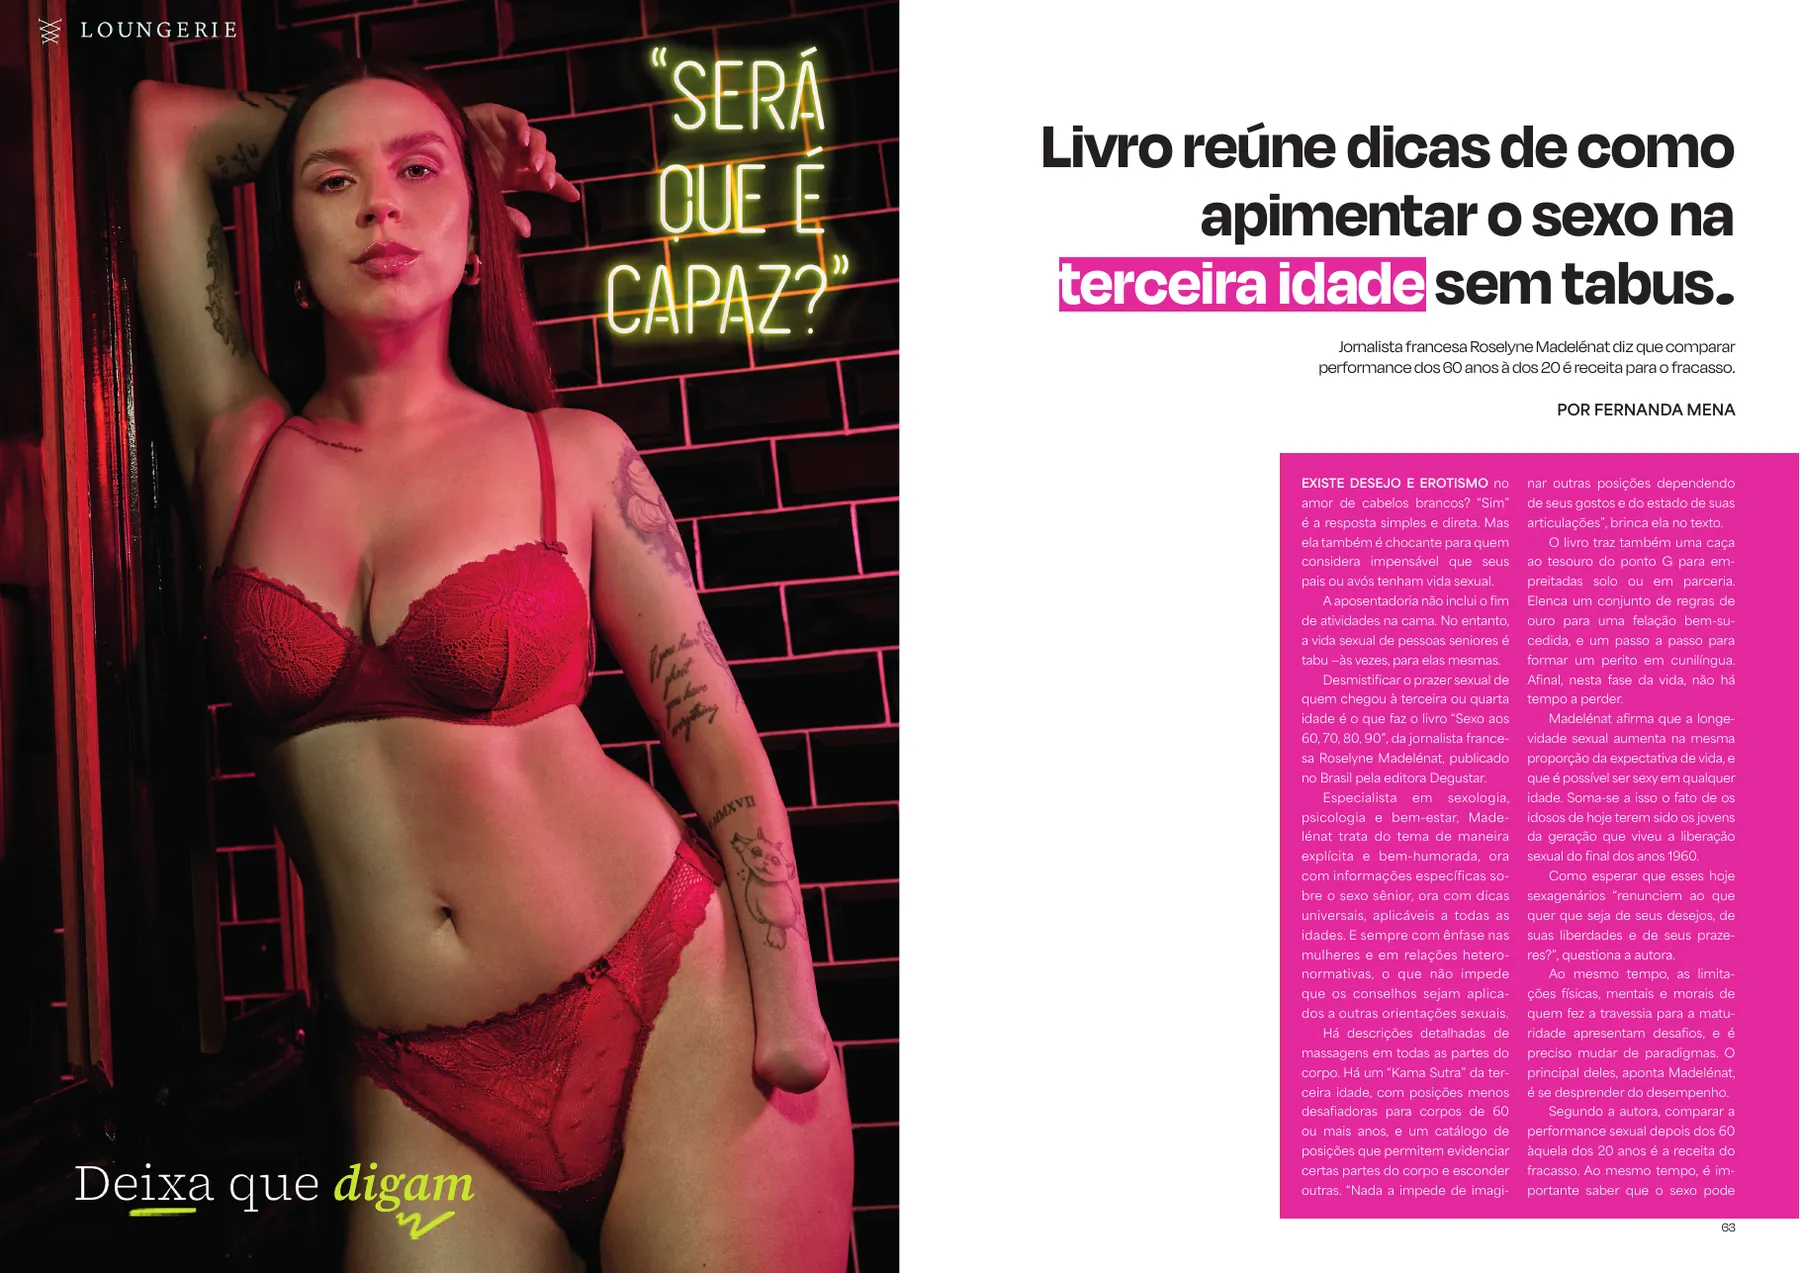 LOUNGERIE
“SERÁ
QUE É
CAPAZ?”
If you have
ghost
you have
everything
MMXVII
Deixa que digam
Livro reúne dicas de como
apimentar o sexo na
terceira idade sem tabus.
Jornalista francesa Roselyne Madelénat diz que comparar
performance dos 60 anos à dos 20 é receita para o fracasso.
POR FERNANDA MENA
EXISTE DESEJO E EROTISMO no
amor de cabelos brancos? “Sim”
é a resposta simples e direta. Mas
ela também é chocante para quem
considera impensável que seus
pais ou avós tenham vida sexual.
A aposentadoria não inclui o fim
de atividades na cama. No entanto,
a vida sexual de pessoas seniores é
tabu —às vezes, para elas mesmas.
Desmistificar o prazer sexual de
quem chegou à terceira ou quarta
idade é o que faz o livro “Sexo aos
60, 70, 80, 90”, da jornalista france-
sa Roselyne Madelénat, publicado
no Brasil pela editora Degustar.
Especialista em sexologia,
psicologia e bem-estar, Made-
lénat trata do tema de maneira
explícita e bem-humorada, ora
com informações específicas so-
bre o sexo sênior, ora com dicas
universais, aplicáveis a todas as
idades. E sempre com ênfase nas
mulheres e em relações hetero-
normativas, o que não impede
que os conselhos sejam aplica-
dos a outras orientações sexuais.
Há descrições detalhadas de
massagens em todas as partes do
corpo. Há um “Kama Sutra” da ter-
ceira idade, com posições menos
desafiadoras para corpos de 60
ou mais anos, e um catálogo de
posições que permitem evidenciar
certas partes do corpo e esconder
outras. “Nada a impede de imagi-
nar outras posições dependendo
de seus gostos e do estado de suas
articulações”, brinca ela no texto.
O livro traz também uma caça
ao tesouro do ponto G para em-
preitadas solo ou em parceria.
Elenca um conjunto de regras de
ouro para uma felação bem-su-
cedida, e um passo a passo para
formar um perito em cunilíngua.
Afinal, nesta fase da vida, não há
tempo a perder.
Madelénat afirma que a longe-
vidade sexual aumenta na mesma
proporção da expectativa de vida, e
que é possível ser sexy em qualquer
idade. Soma-se a isso o fato de os
idosos de hoje terem sido os jovens
da geração que viveu a liberação
sexual do final dos anos 1960.
Como esperar que esses hoje
sexagenários “renunciem ao que
quer que seja de seus desejos, de
suas liberdades e de seus praze-
res?”, questiona a autora.
Ao mesmo tempo, as limita-
ções físicas, mentais e morais de
quem fez a travessia para a matu-
ridade apresentam desafios, e é
preciso mudar de paradigmas. O
principal deles, aponta Madelénat,
é se desprender do desempenho.
Segundo a autora, comparar a
performance sexual depois dos 60
àquela dos 20 anos é a receita do
fracasso. Ao mesmo tempo, é im-
portante saber que o sexo pode
63